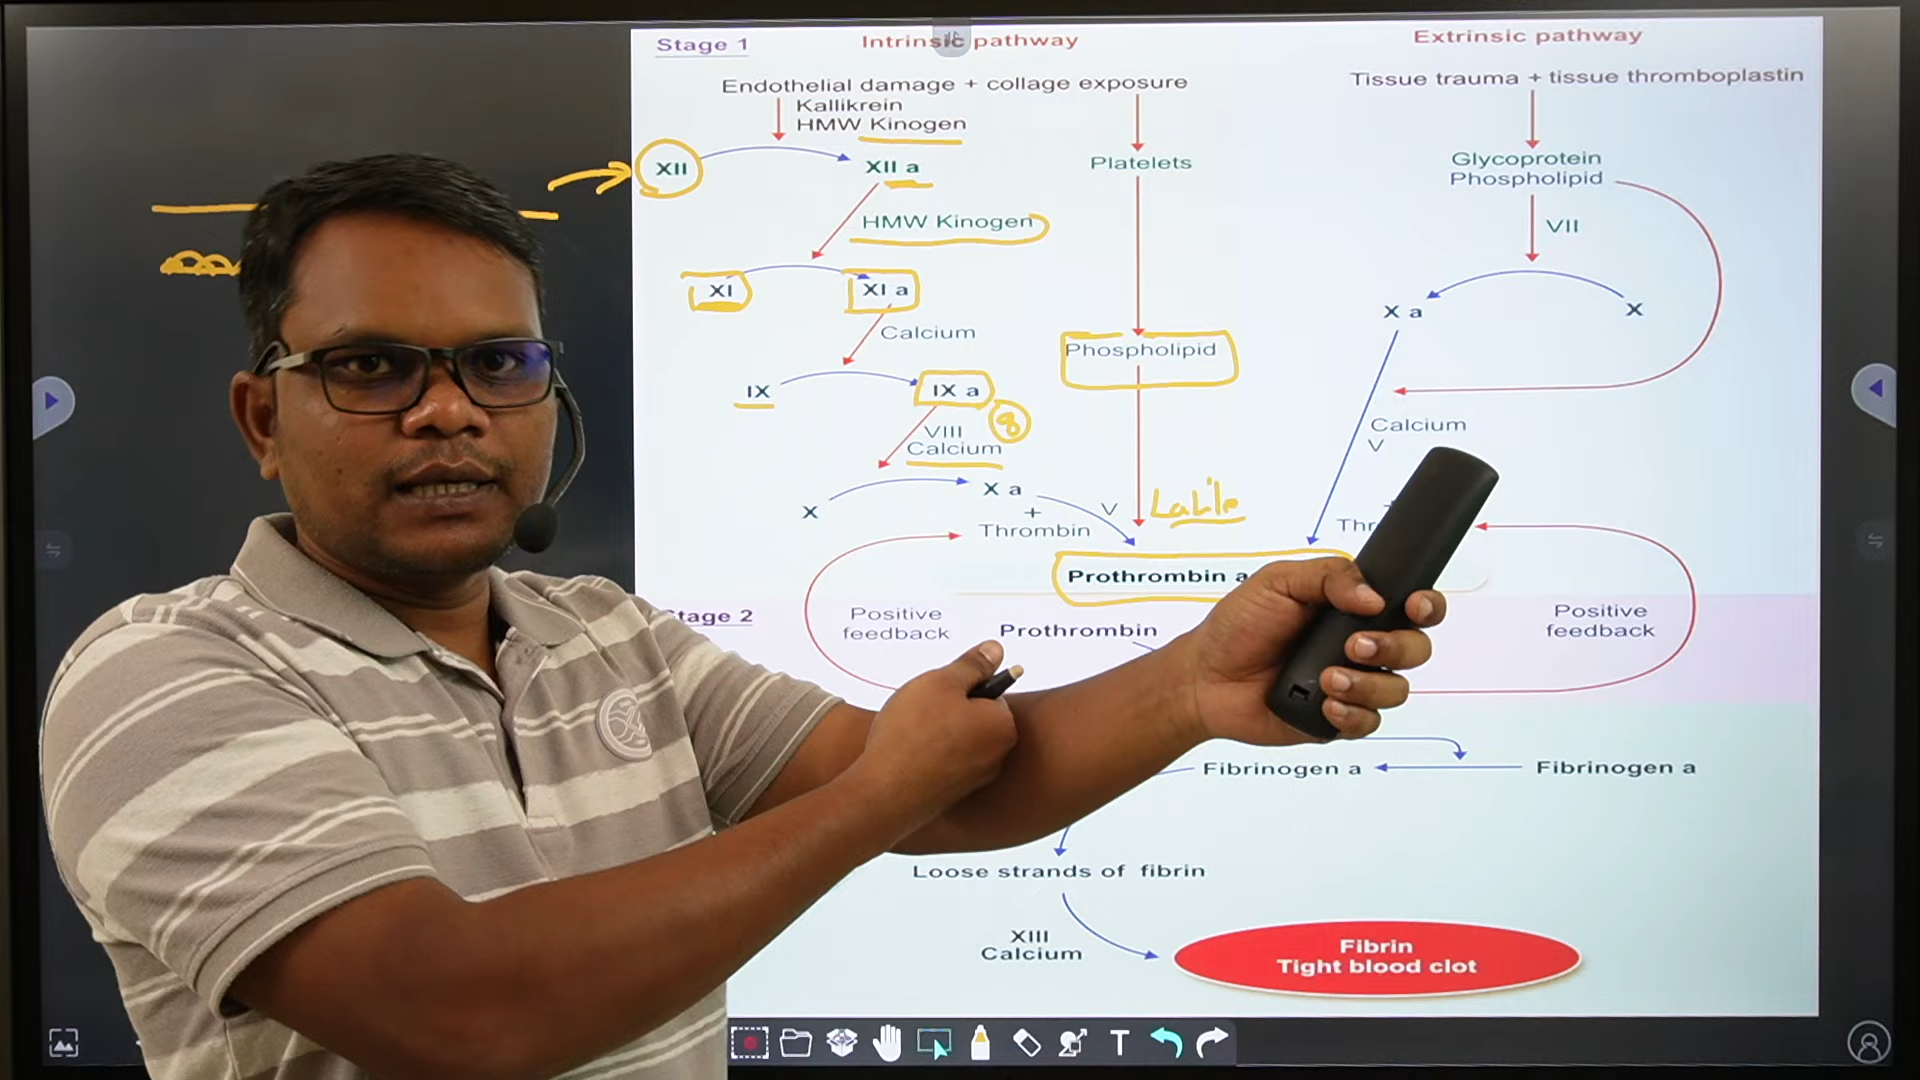 Stage 1
Intrinsic pathway
Extrinsic pathway
Endothelial damage + collage exposure
Tissue trauma + tissue thromboplastin
Kallikrein
HMW Kinogen
XII
XII a
Platelets
Glycoprotein
Phospholipid
HMW Kinogen
VII
XI
XI a
X a
X
Calcium
Phospholipid
IX
IX a
8
VIII
Calcium
Calcium
V
X
X a
+
Thrombin
V
+
Thr
Prothrombin a
Stage 2
Positive
feedback
Prothrombin
Positive
feedback
Fibrinogen a
Fibrinogen a
Loose strands of fibrin
XIII
Calcium
Fibrin
Tight blood clot
T